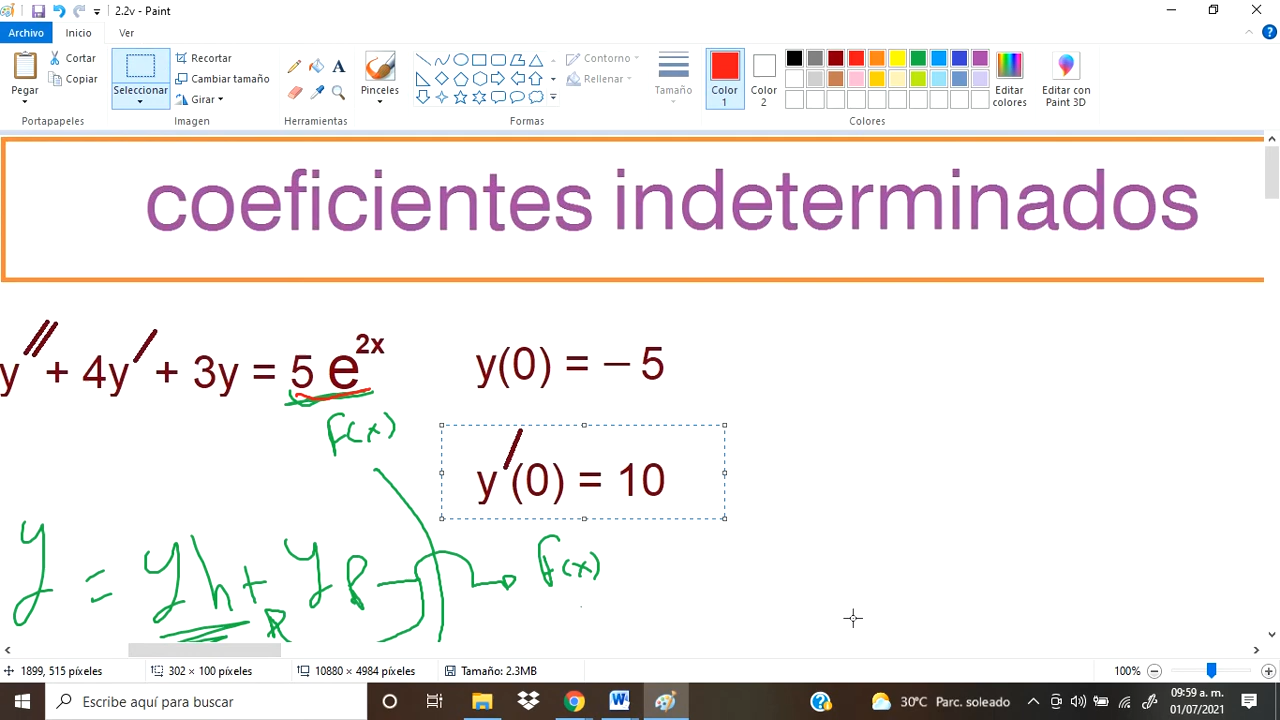 2.2v - Paint
Archivo Inicio Ver
Pegar
Cortar
Copiar
Portapapeles
Seleccionar
Recortar
Cambiar tamaño
Girar
Imagen
A
Herramientas
Pinceles
Contorno
Rellenar
Formas
Tamaño
Color 1
Color 2
Editar colores
Editar con Paint 3D
Colores
coeficientes indeterminados
y'' + 4y' + 3y = 5 e^2x
y(0) = – 5
f(x)
y'(0) = 10
y = yh + yp
f(x)
R
1899, 515 píxeles
302 × 100 píxeles
10880 × 4984 píxeles
Tamaño: 2.3MB
100%
Escribe aquí para buscar
30°C Parc. soleado
09:59 a. m.
01/07/2021